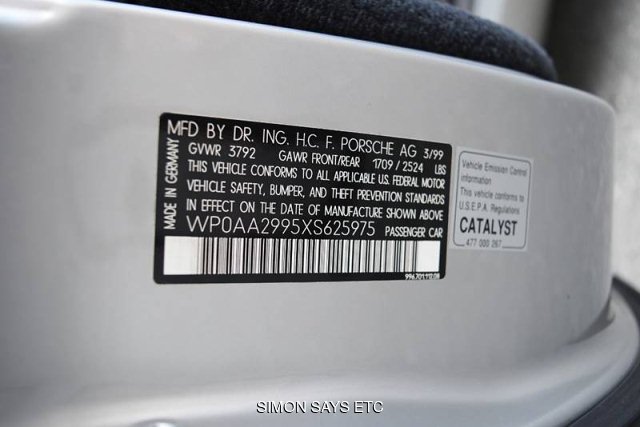 MFD BY DR. ING. H.C. F. PORSCHE AG 3/99
GVWR 3792 GAWR FRONT/REAR 1709/2524 LBS
THIS VEHICLE CONFORMS TO ALL APPLICABLE U.S. FEDERAL MOTOR
VEHICLE SAFETY, BUMPER, AND THEFT PREVENTION STANDARDS
IN EFFECT ON THE DATE OF MANUFACTURE SHOWN ABOVE
WP0AA2995XS625975 PASSENGER CAR
MADE IN GERMANY
Vehicle Emission Control
Information
This vehicle conforms to
U.S.E.P.A. Regulations
CATALYST
477 000 267
SIMON SAYS ETC